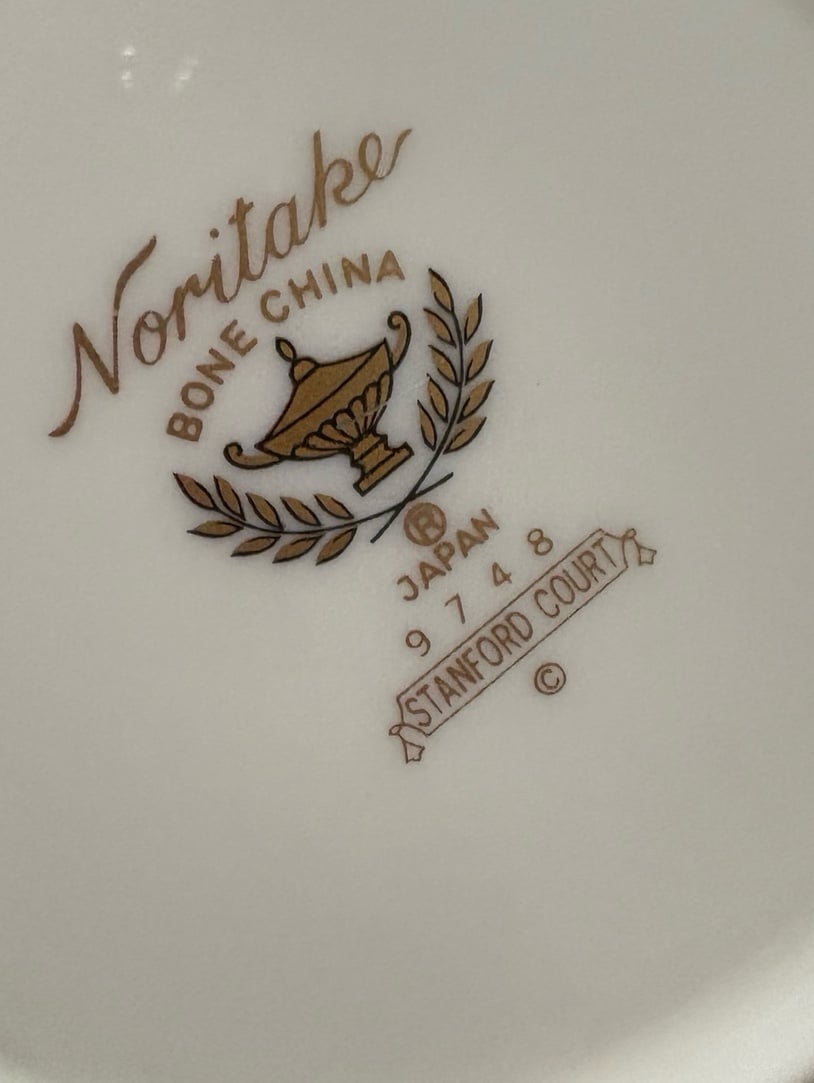 Noritake
BONE CHINA
®
JAPAN
9748
STANFORD COURT
©